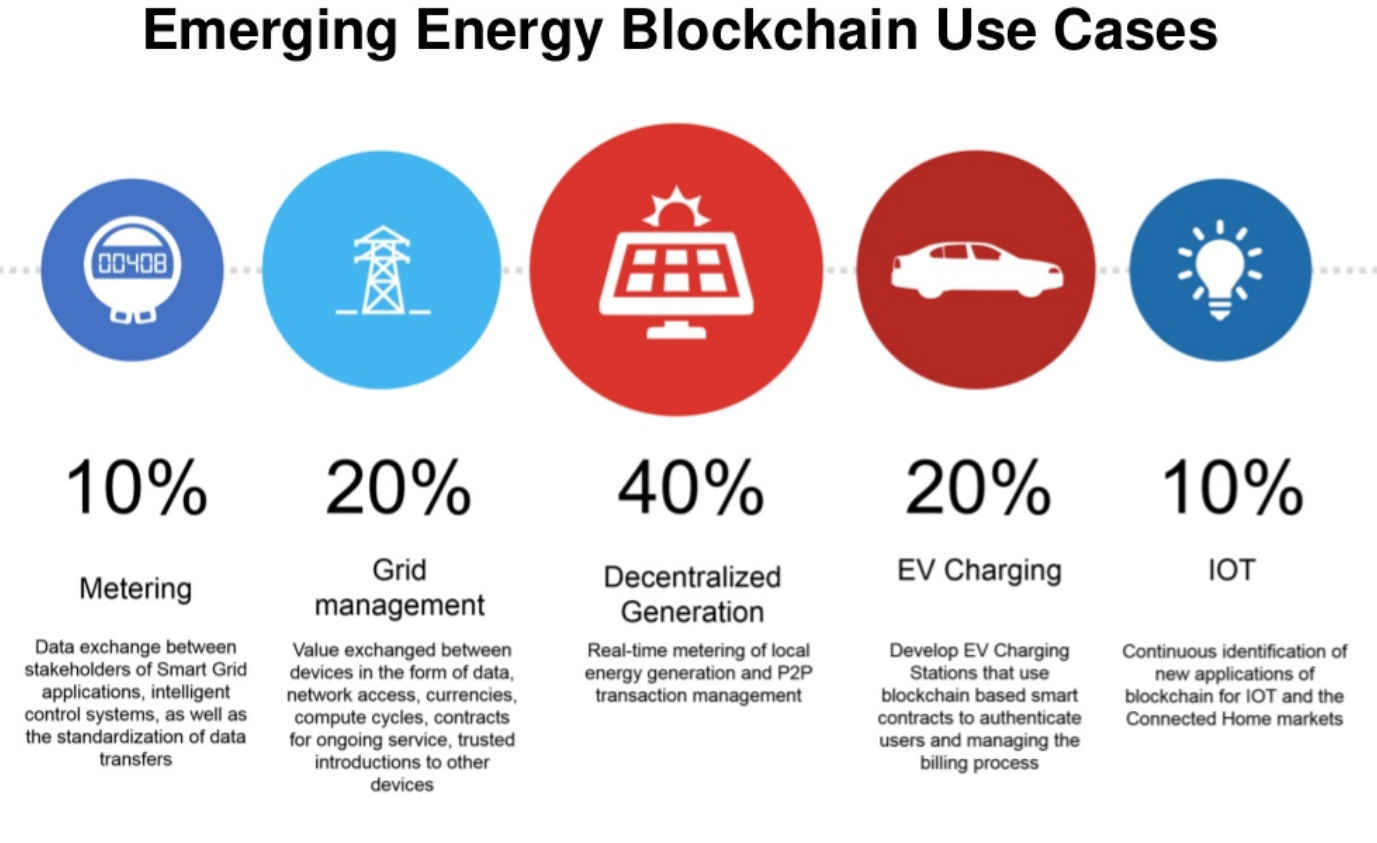 Emerging Energy Blockchain Use Cases
00408
10%
20%
40%
20%
10%
Metering
Grid
management
Decentralized
Generation
EV Charging
IOT
Data exchange between
stakeholders of Smart Grid
applications, intelligent
control systems, as well as
the standardization of data
transfers
Value exchanged between
devices in the form of data,
network access, currencies,
compute cycles, contracts
for ongoing service, trusted
introductions to other
devices
Real-time metering of local
energy generation and P2P
transaction management
Develop EV Charging
Stations that use
blockchain based smart
contracts to authenticate
users and managing the
billing process
Continuous identification of
new applications of
blockchain for IOT and the
Connected Home markets